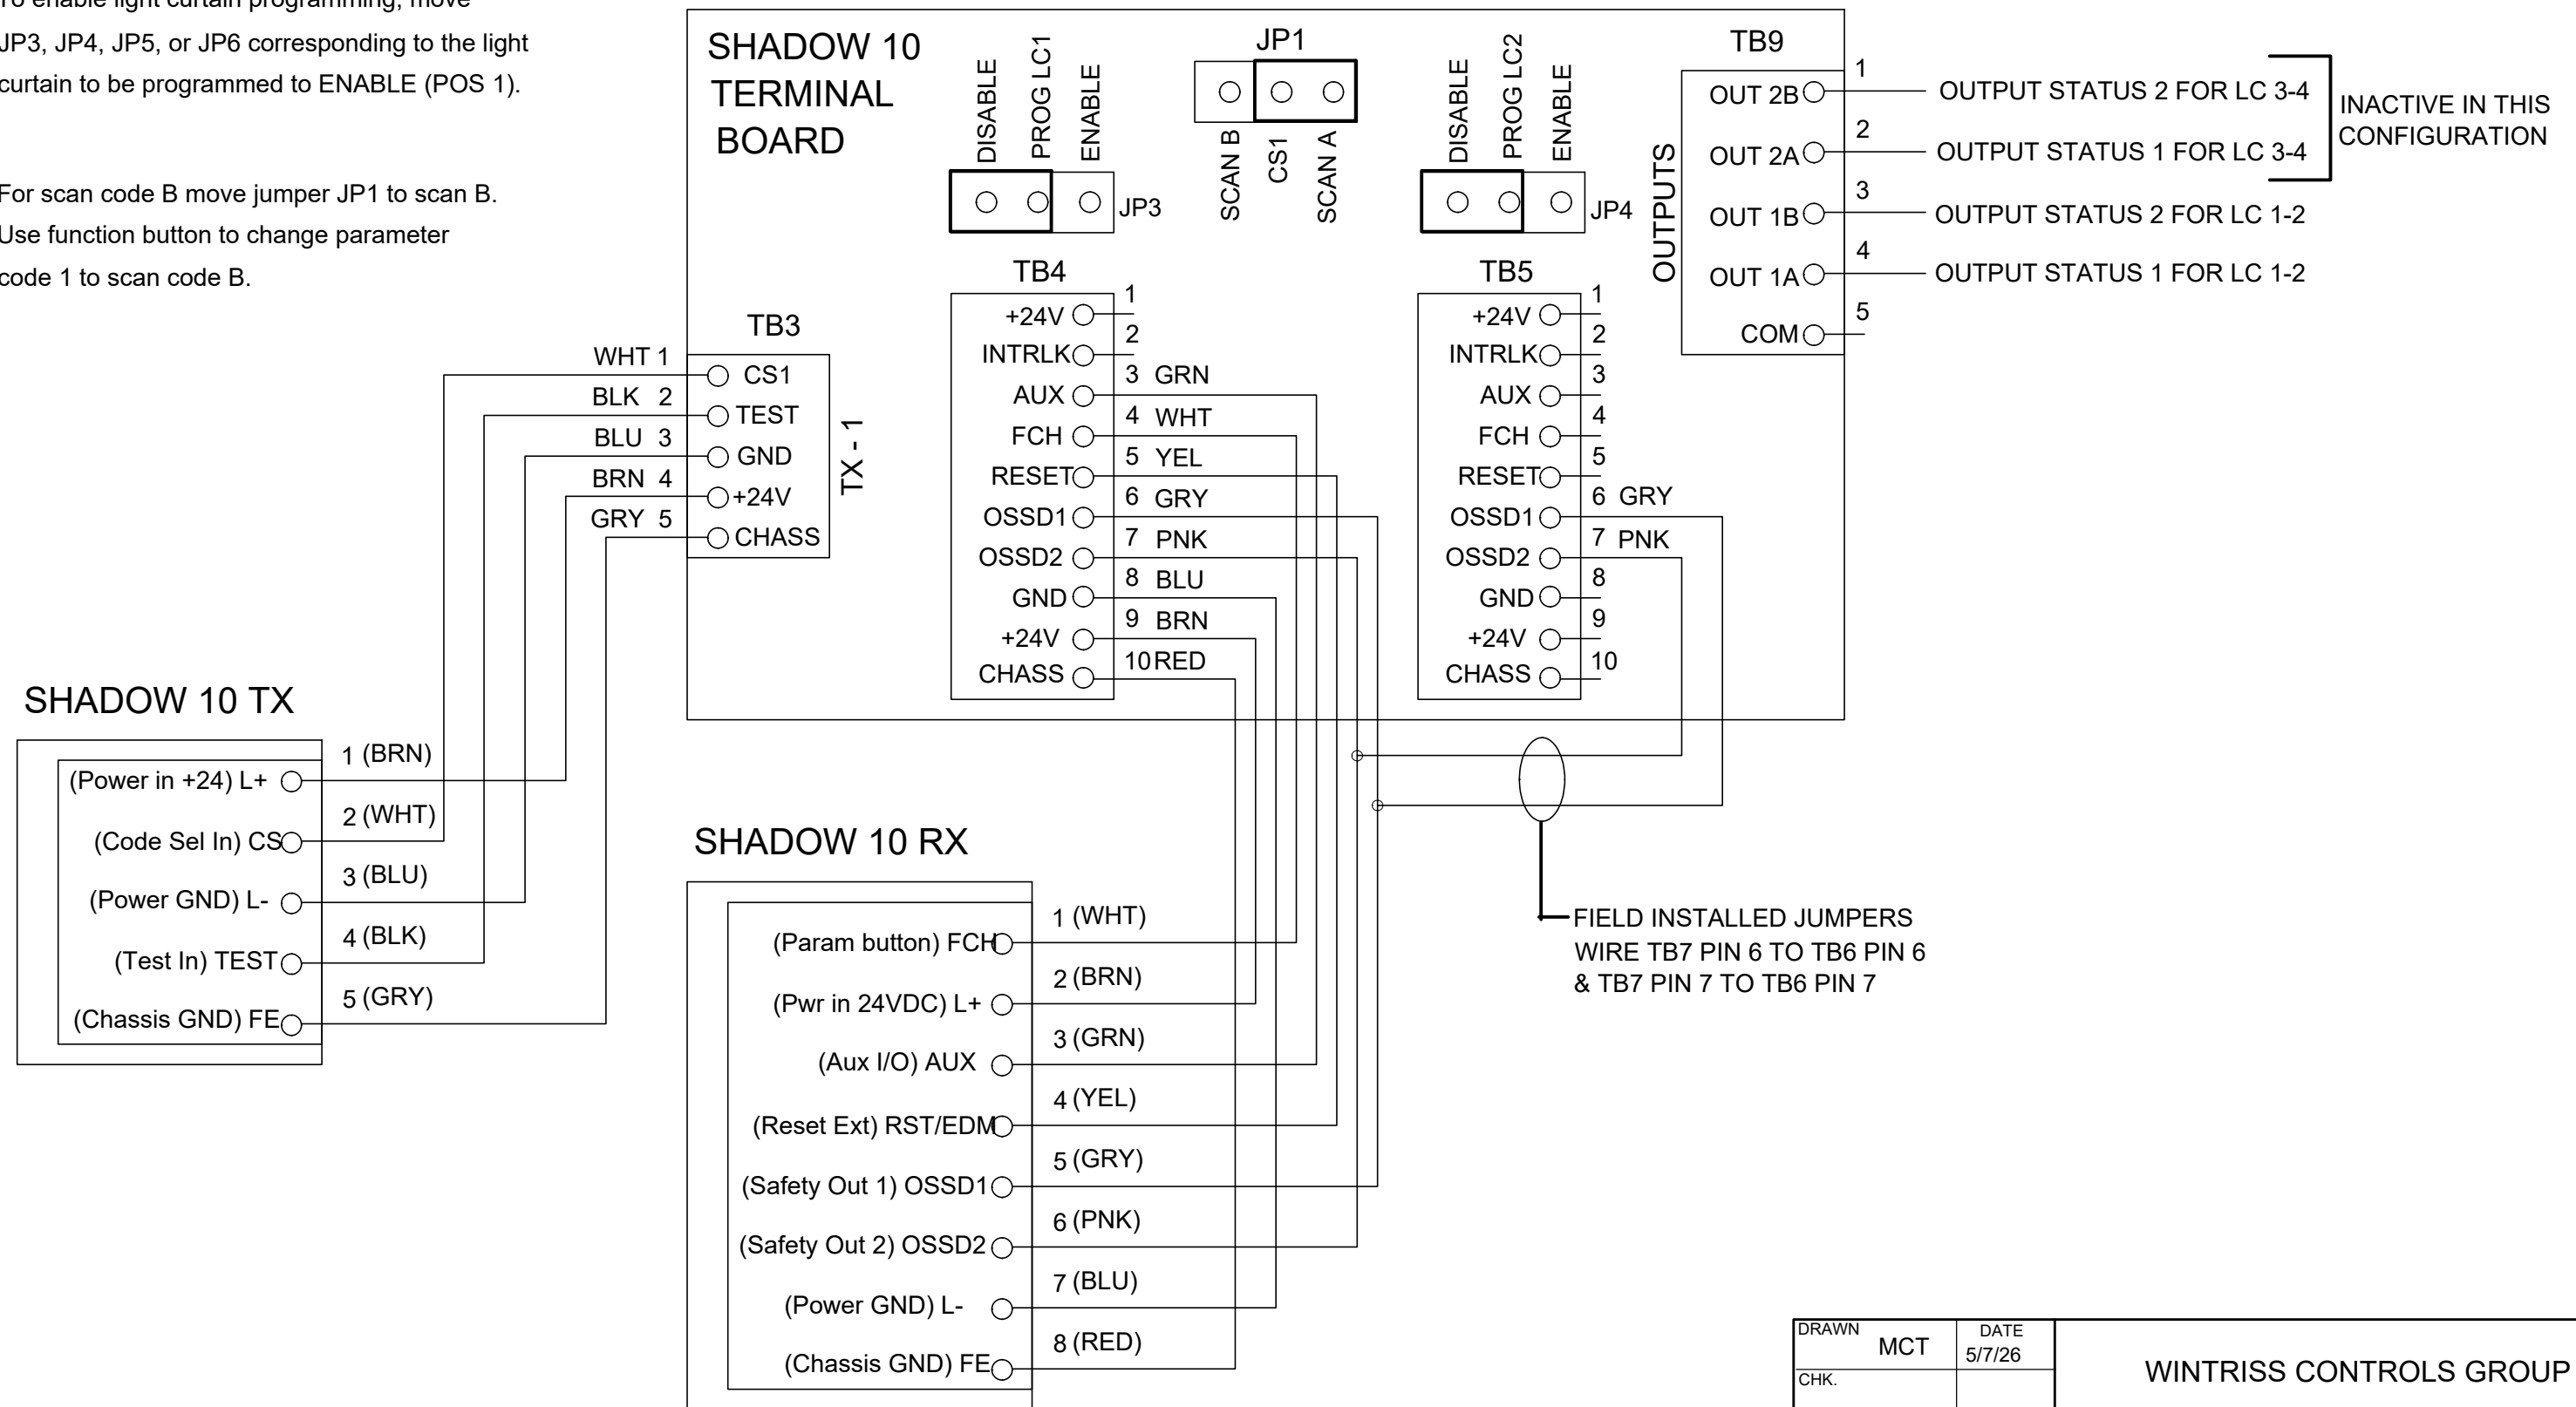 To enable light curtain programming, move
JP3, JP4, JP5, or JP6 corresponding to the light
curtain to be programmed to ENABLE (POS 1).
For scan code B move jumper JP1 to scan B.
Use function button to change parameter
code 1 to scan code B.
SHADOW 10
TERMINAL
BOARD
DISABLE
PROG LC1
ENABLE
JP3
JP1
SCAN B
CS1
SCAN A
DISABLE
PROG LC2
ENABLE
JP4
TB9
OUTPUTS
OUT 2B 1 OUTPUT STATUS 2 FOR LC 3-4
OUT 2A 2 OUTPUT STATUS 1 FOR LC 3-4
OUT 1B 3 OUTPUT STATUS 2 FOR LC 1-2
OUT 1A 4 OUTPUT STATUS 1 FOR LC 1-2
COM 5
INACTIVE IN THIS
CONFIGURATION
TB3
WHT 1 CS1
BLK 2 TEST
BLU 3 GND
BRN 4 +24V
GRY 5 CHASS
TX - 1
TB4
+24V 1
INTRLK 2
AUX 3 GRN
FCH 4 WHT
RESET 5 YEL
OSSD1 6 GRY
OSSD2 7 PNK
GND 8 BLU
+24V 9 BRN
CHASS 10 RED
TB5
+24V 1
INTRLK 2
AUX 3
FCH 4
RESET 5
OSSD1 6 GRY
OSSD2 7 PNK
GND 8
+24V 9
CHASS 10
SHADOW 10 TX
(Power in +24) L+ 1 (BRN)
(Code Sel In) CS 2 (WHT)
(Power GND) L- 3 (BLU)
(Test In) TEST 4 (BLK)
(Chassis GND) FE 5 (GRY)
SHADOW 10 RX
(Param button) FCH 1 (WHT)
(Pwr in 24VDC) L+ 2 (BRN)
(Aux I/O) AUX 3 (GRN)
(Reset Ext) RST/EDM 4 (YEL)
(Safety Out 1) OSSD1 5 (GRY)
(Safety Out 2) OSSD2 6 (PNK)
(Power GND) L- 7 (BLU)
(Chassis GND) FE 8 (RED)
FIELD INSTALLED JUMPERS
WIRE TB7 PIN 6 TO TB6 PIN 6
& TB7 PIN 7 TO TB6 PIN 7
DRAWN MCT
DATE
5/7/26
CHK.
WINTRISS CONTROLS GROUP